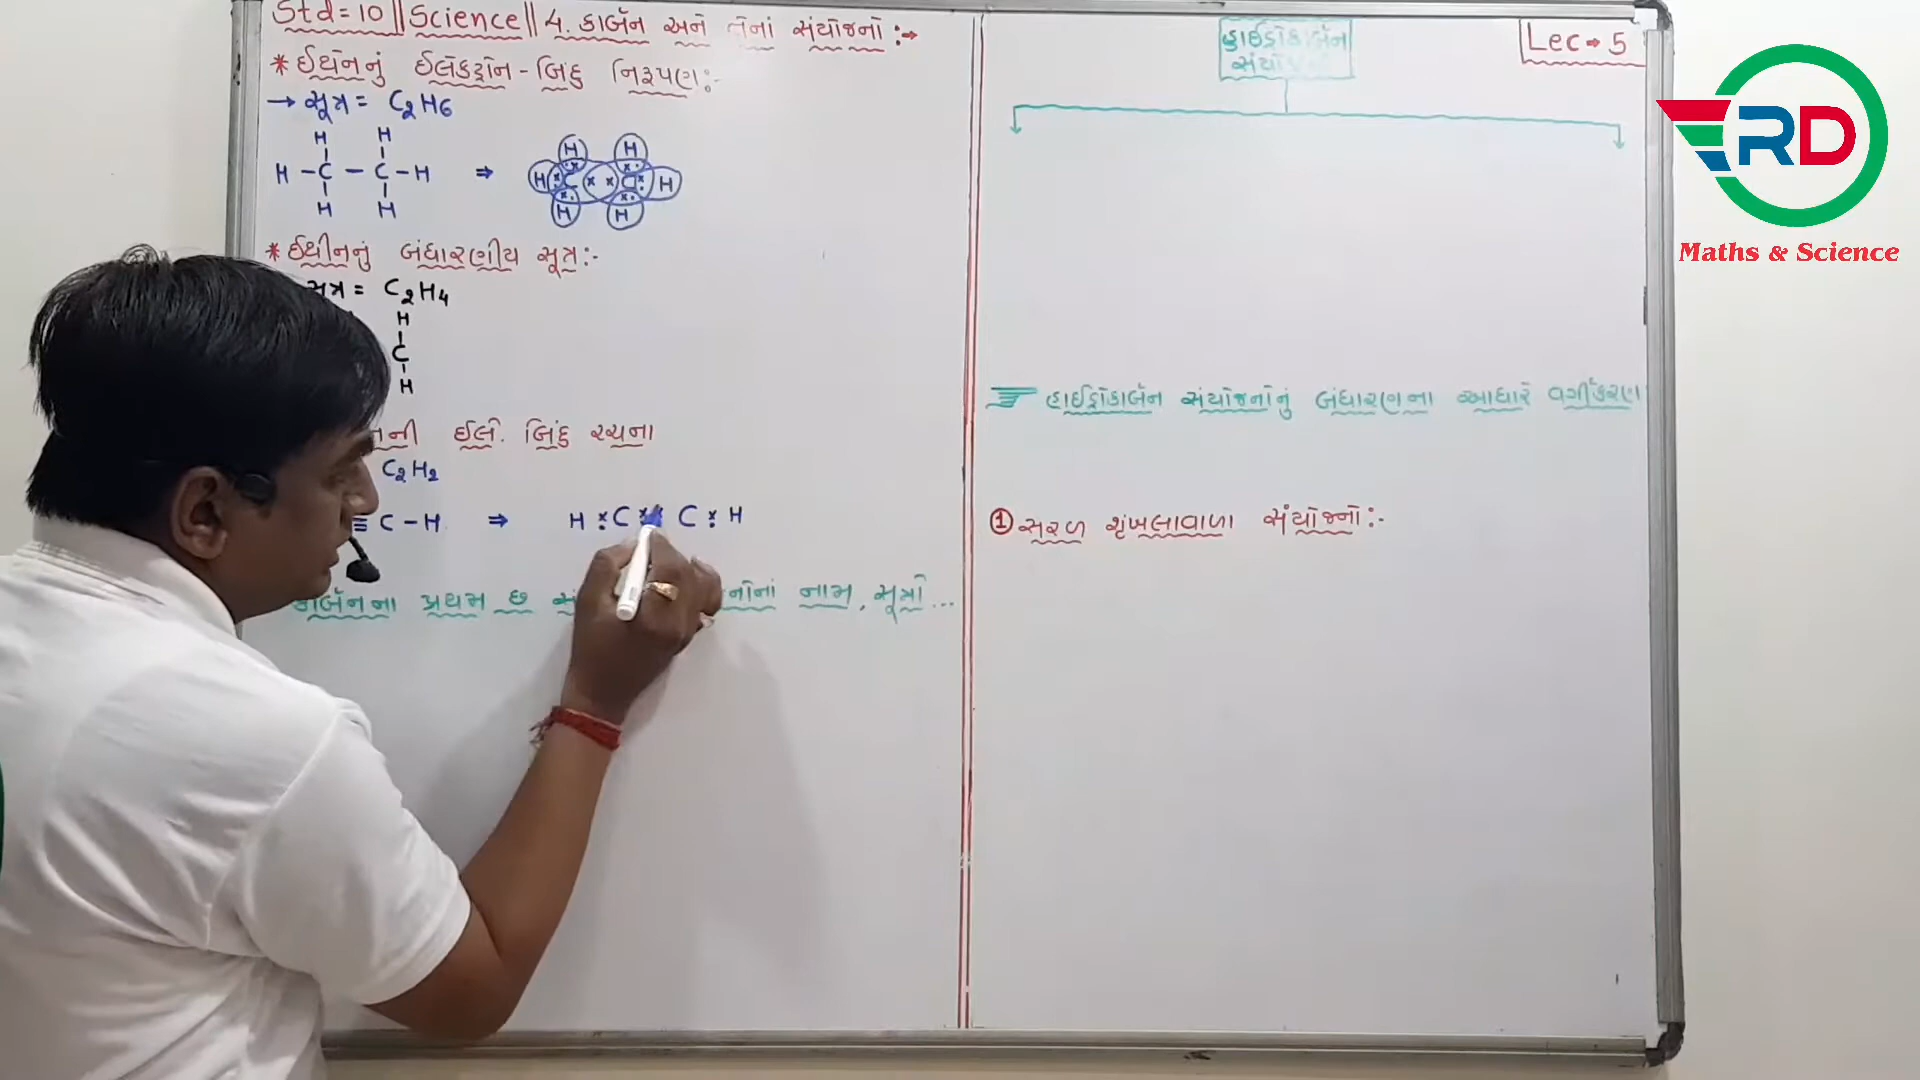 Std = 10 || Science || 4. કાર્બન અને તેનાં સંયોજનો :→
* ઈથેનનું ઈલેક્ટ્રોન - બિંદુ નિરૂપણ :-
→ સૂત્ર = C₂H₆
H H
H - C - C - H ⇒ H H H C C H H H
H H
* ઈથીનનું બંધારણીય સૂત્ર :-
સૂત્ર = C₂H₄
H
C
H
ની ઈલે. બિંદુ રચના
C₂H₂
≡ C - H ⇒ H C C H
કાર્બનના પ્રથમ છ નાં નામ, સૂત્રો ...
હાઈડ્રોકાર્બન
Lec → 5
હાઈડ્રોકાર્બન સંયોજનોનું બંધારણના આધારે વર્ગીકરણ
① સરળ શૃંખલાવાળા સંયોજનો :-
RD
Maths & Science